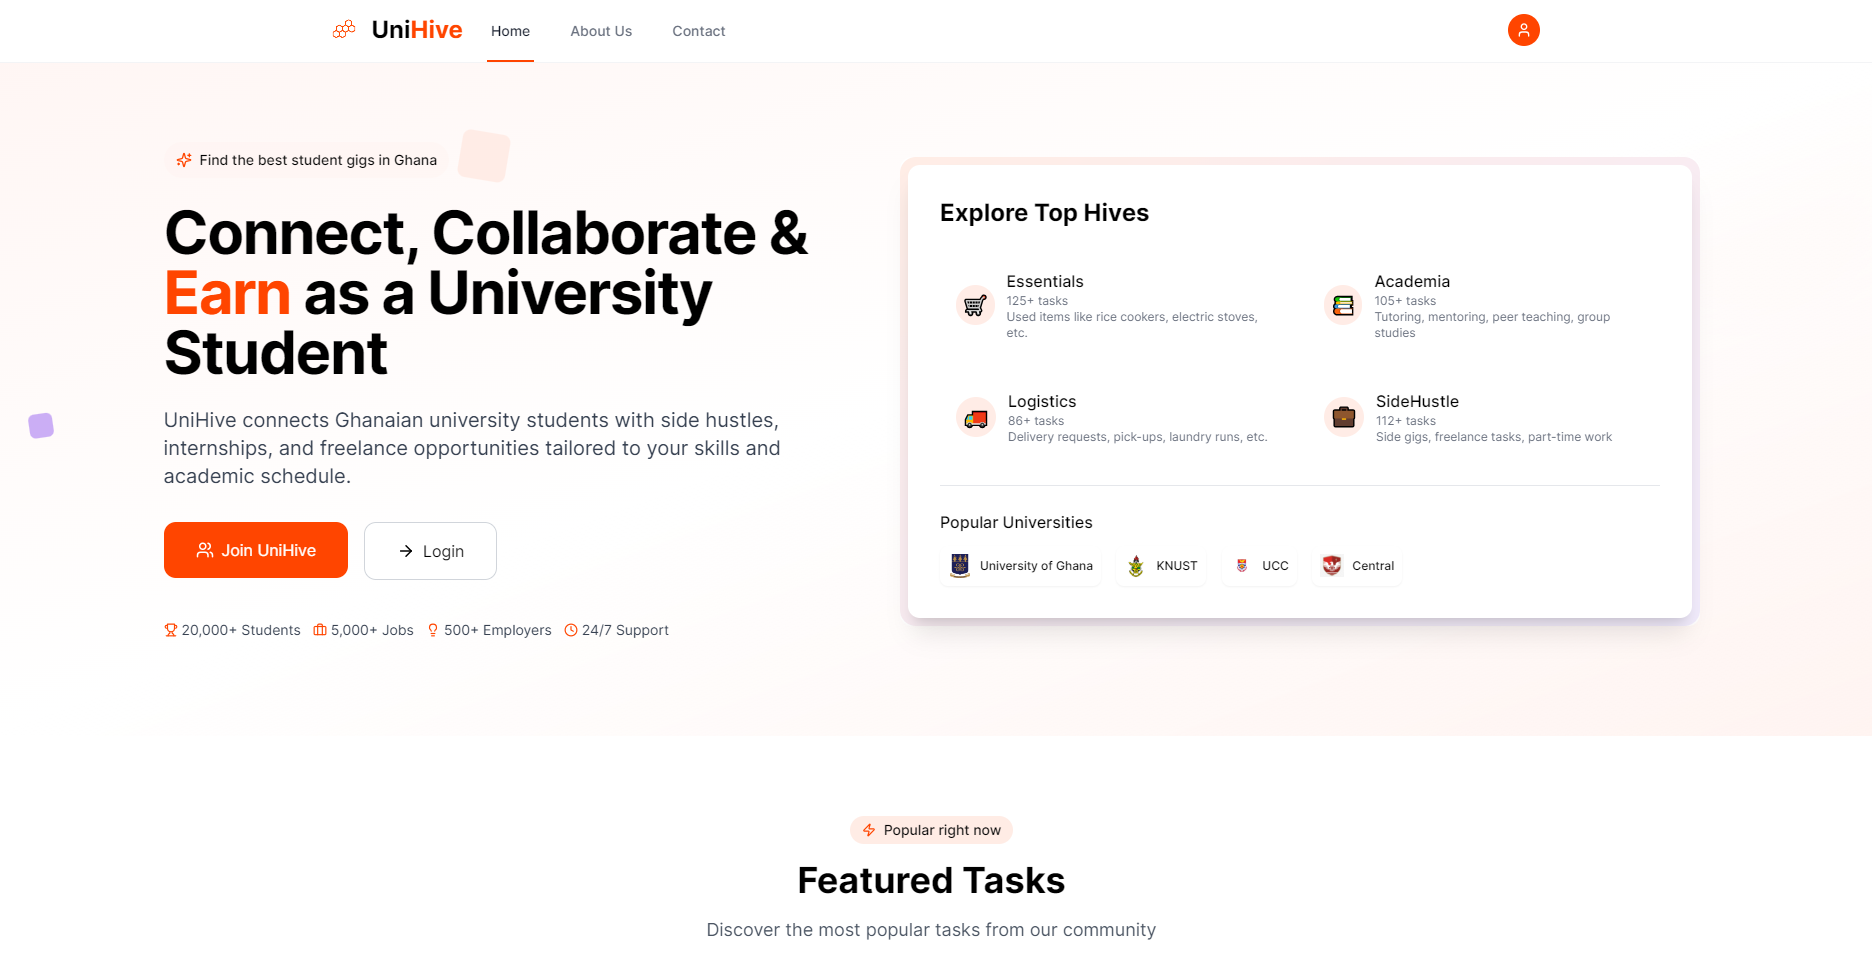 UniHive
Home
About Us
Contact
Find the best student gigs in Ghana
Connect, Collaborate &
Earn as a University
Student
UniHive connects Ghanaian university students with side hustles,
internships, and freelance opportunities tailored to your skills and
academic schedule.
Join UniHive
Login
20,000+ Students
5,000+ Jobs
500+ Employers
24/7 Support
Explore Top Hives
Essentials
125+ tasks
Used items like rice cookers, electric stoves,
etc.
Academia
105+ tasks
Tutoring, mentoring, peer teaching, group
studies
Logistics
86+ tasks
Delivery requests, pick-ups, laundry runs, etc.
SideHustle
112+ tasks
Side gigs, freelance tasks, part-time work
Popular Universities
University of Ghana
KNUST
UCC
Central
Popular right now
Featured Tasks
Discover the most popular tasks from our community